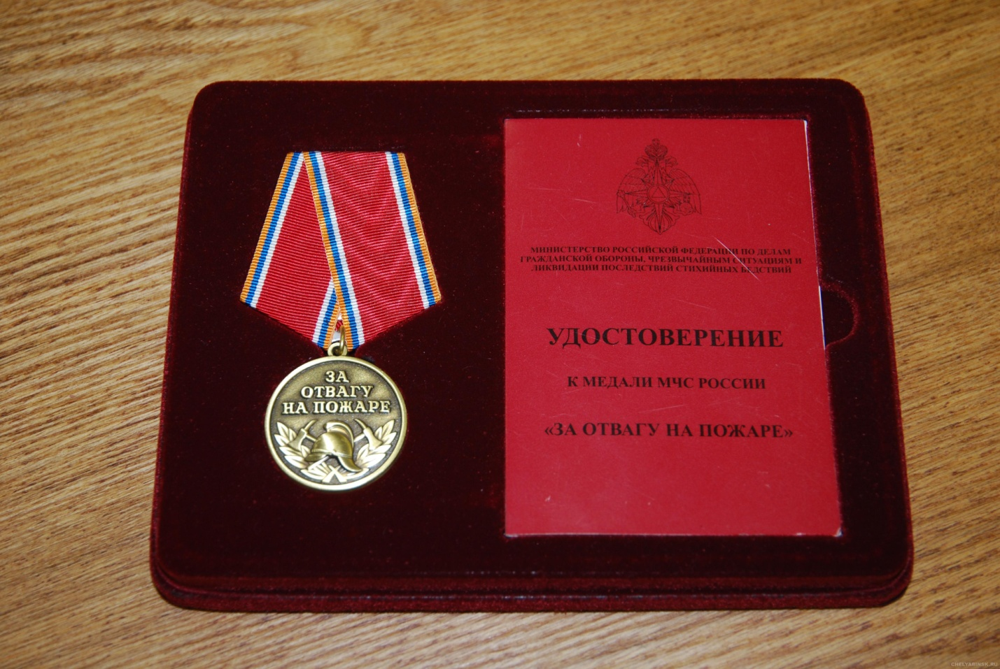 ЗА
ОТВАГУ
НА ПОЖАРЕ
МИНИСТЕРСТВО РОССИЙСКОЙ ФЕДЕРАЦИИ ПО ДЕЛАМ
ГРАЖДАНСКОЙ ОБОРОНЫ, ЧРЕЗВЫЧАЙНЫМ СИТУАЦИЯМ И
ЛИКВИДАЦИИ ПОСЛЕДСТВИЙ СТИХИЙНЫХ БЕДСТВИЙ
УДОСТОВЕРЕНИЕ
К МЕДАЛИ МЧС РОССИИ
«ЗА ОТВАГУ НА ПОЖАРЕ»
CHELYABINSK.RU